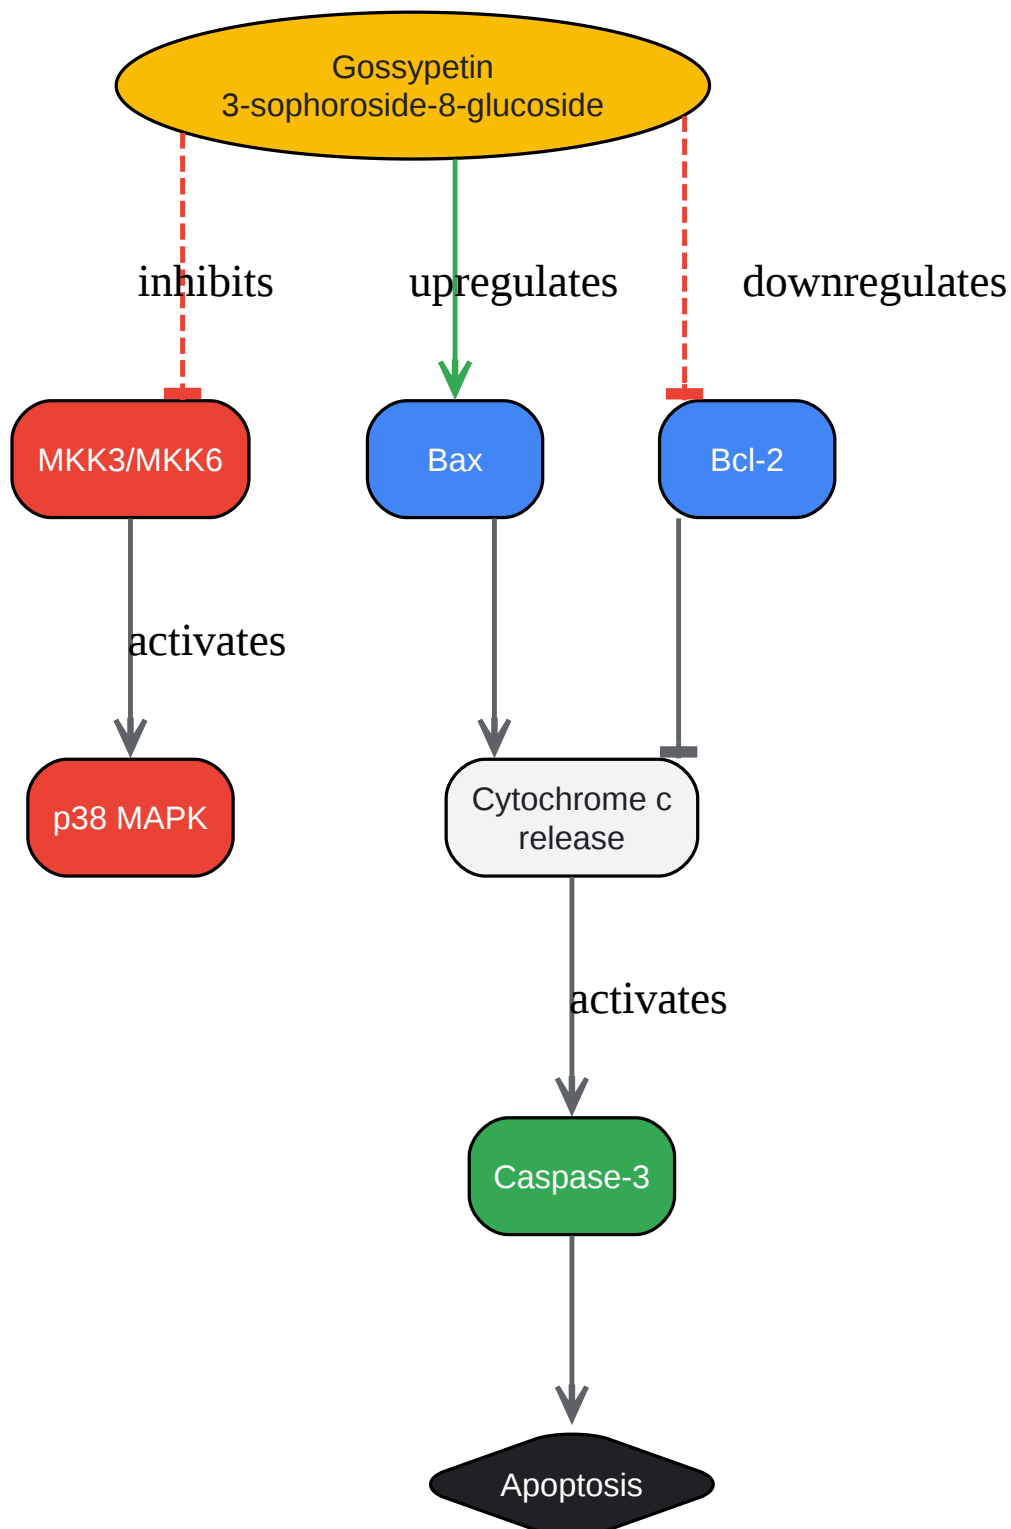 Gossypetin
3-sophoroside-8-glucoside
inhibits
upregulates
downregulates
MKK3/MKK6
Bax
Bcl-2
activates
p38 MAPK
Cytochrome c
release
activates
Caspase-3
Apoptosis